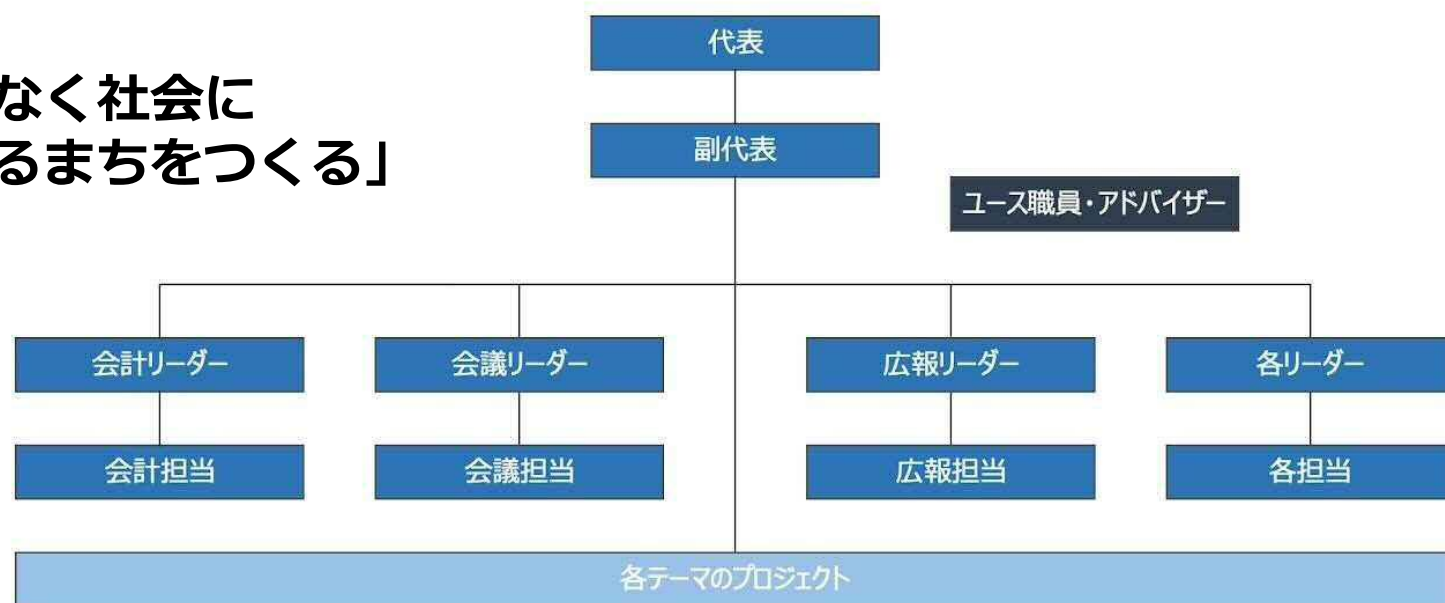 代表
なく社会に
るまちをつくる」
副代表
ユース職員・アドバイザー
会計リーダー
会議リーダー
広報リーダー
各リーダー
会計担当
会議担当
広報担当
各担当
各テーマのプロジェクト